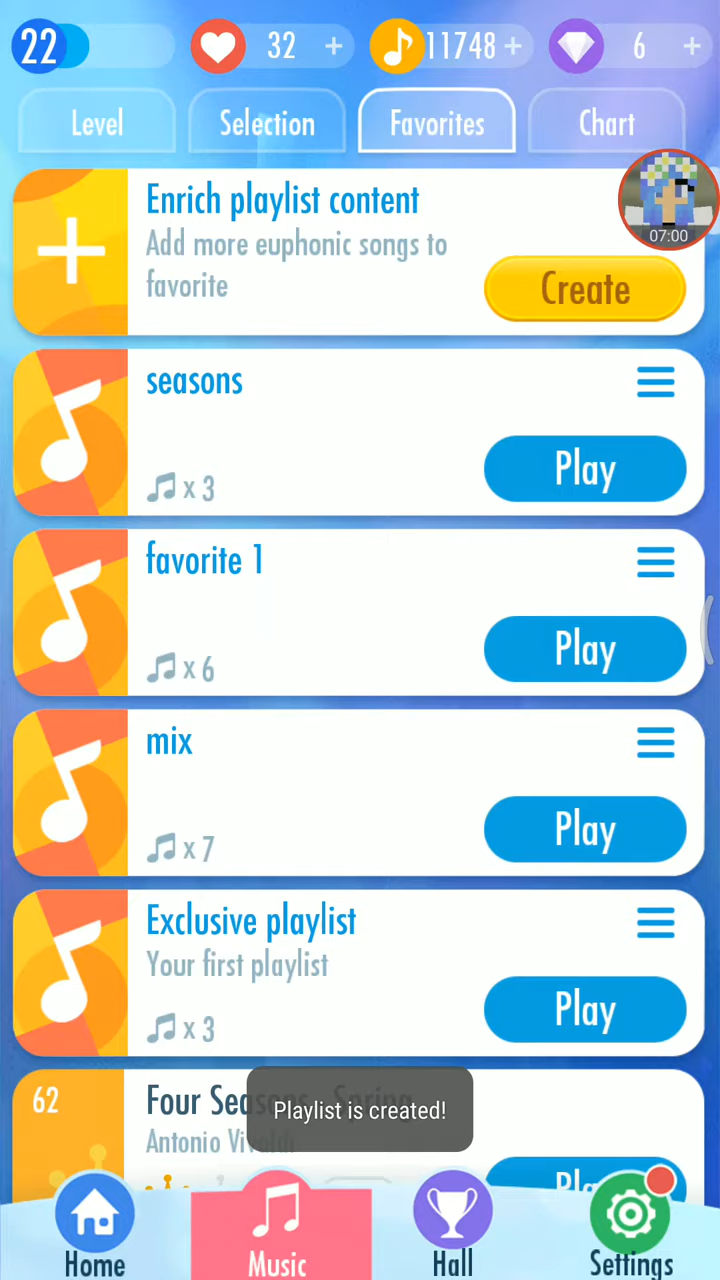 22
32 +
11748 +
6 +
Level
Selection
Favorites
Chart
Enrich playlist content
Add more euphonic songs to
favorite
07:00
Create
seasons
x 3
Play
favorite 1
x 6
Play
mix
x 7
Play
Exclusive playlist
Your first playlist
x 3
Play
62
Four Seasons - Spring
Antonio Vivaldi
Playlist is created!
Play
Home
Music
Hall
Settings